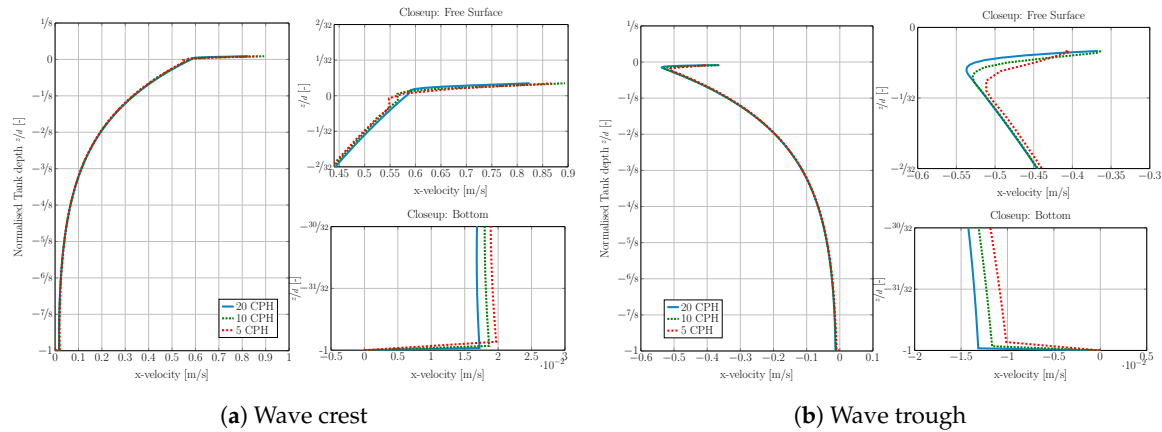 Closeup: Free Surface
Normalised Tank depth z/d [-]
1/8
0
−1/8
−2/8
−3/8
−4/8
−5/8
−6/8
−7/8
−1
0 0.1 0.2 0.3 0.4 0.5 0.6 0.7 0.8 0.9 1
x-velocity [m/s]
20 CPH
10 CPH
5 CPH
z/d [-]
2/32
1/32
0
−1/32
−2/32
0.45 0.5 0.55 0.6 0.65 0.7 0.75 0.8 0.85 0.9
x-velocity [m/s]
Closeup: Bottom
z/d [-]
−30/32
−31/32
−1
−0.5 0 0.5 1 1.5 2 2.5 3
·10−2
x-velocity [m/s]
(a) Wave crest
Closeup: Free Surface
Normalised Tank depth z/d [-]
1/8
0
−1/8
−2/8
−3/8
−4/8
−5/8
−6/8
−7/8
−1
−0.6 −0.5 −0.4 −0.3 −0.2 −0.1 0 0.1
x-velocity [m/s]
20 CPH
10 CPH
5 CPH
z/d [-]
0
−1/32
−2/32
−0.6 −0.55 −0.5 −0.45 −0.4 −0.35 −0.3
x-velocity [m/s]
Closeup: Bottom
z/d [-]
−30/32
−31/32
−1
−2 −1.5 −1 −0.5 0 0.5
·10−2
x-velocity [m/s]
(b) Wave trough